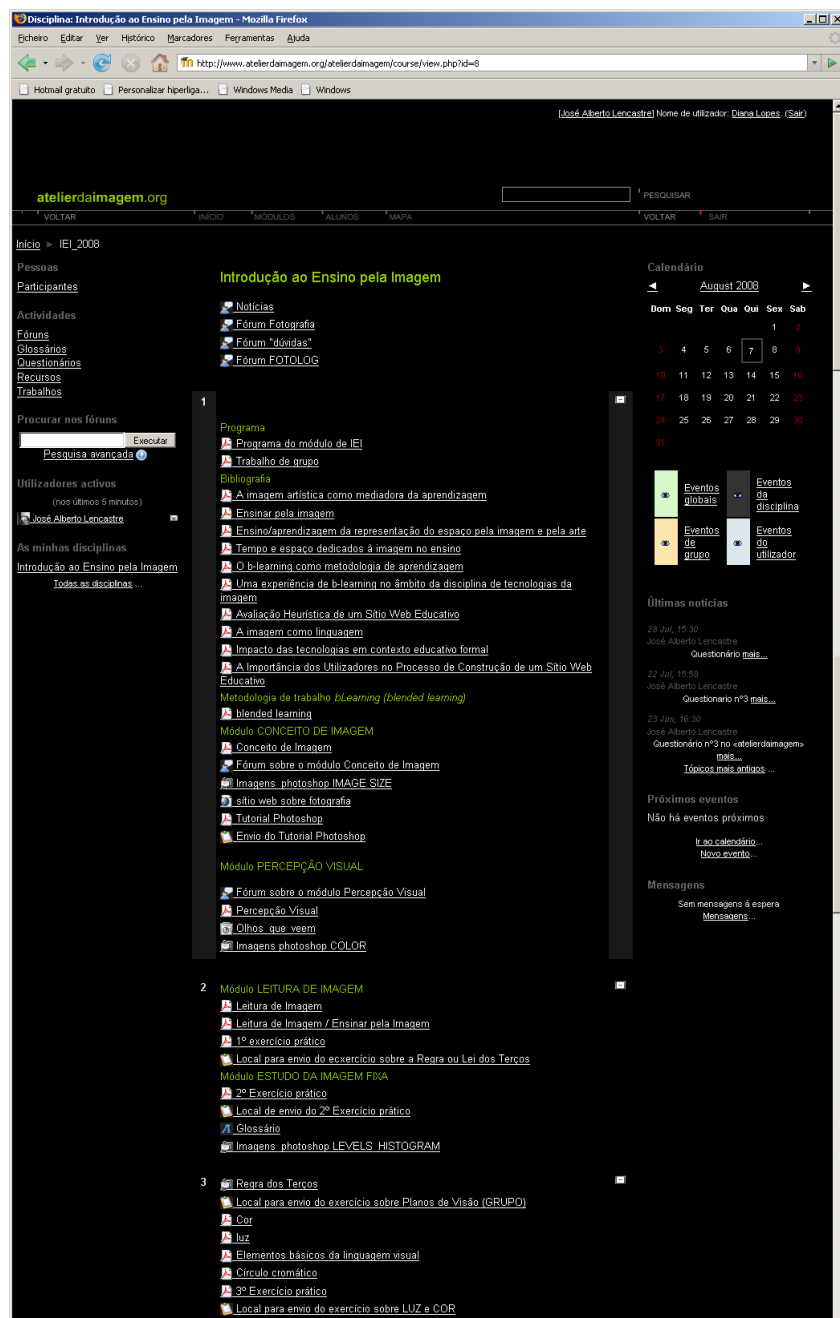 Disciplina: Introdução ao Ensino pela Imagem - Mozilla Firefox
Ficheiro Editar Ver Histórico Marcadores Ferramentas Ajuda
http://www.atelierdaimagem.org/atelierdaimagem/course/view.php?id=8
Hotmail gratuito Personalizar hiperliga... Windows Media Windows
[José Alberto Lencastre] Nome de utilizador: Diana Lopes. (Sair)
atelierdaimagem.org
PESQUISAR
VOLTAR INÍCIO MÓDULOS ALUNOS MAPA VOLTAR SAIR
Início ► IEI_2008
Pessoas
Participantes
Actividades
Fóruns
Glossários
Questionários
Recursos
Trabalhos
Procurar nos fóruns
Executar
Pesquisa avançada ?
Utilizadores activos
(nos últimos 5 minutos)
José Alberto Lencastre
As minhas disciplinas
Introdução ao Ensino pela Imagem
Todas as disciplinas ...
Introdução ao Ensino pela Imagem
Notícias
Fórum Fotografia
Fórum "dúvidas"
Fórum FOTOLOG
1
Programa
Programa do módulo de IEI
Trabalho de grupo
Bibliografia
A imagem artística como mediadora da aprendizagem
Ensinar pela imagem
Ensino/aprendizagem da representação do espaço pela imagem e pela arte
Tempo e espaço dedicados à imagem no ensino
O b-learning como metodologia de aprendizagem
Uma experiência de b-learning no âmbito da disciplina de tecnologias da
imagem
Avaliação Heurística de um Sítio Web Educativo
A imagem como linguagem
Impacto das tecnologias em contexto educativo formal
A Importância dos Utilizadores no Processo de Construção de um Sítio Web
Educativo
Metodologia de trabalho bLearning (blended learning)
blended learning
Módulo CONCEITO DE IMAGEM
Conceito de Imagem
Fórum sobre o módulo Conceito de Imagem
Imagens photoshop IMAGE SIZE
sítio web sobre fotografia
Tutorial Photoshop
Envio do Tutorial Photoshop
Módulo PERCEPÇÃO VISUAL
Fórum sobre o módulo Percepção Visual
Percepção Visual
Olhos que veem
Imagens photoshop COLOR
2 Módulo LEITURA DE IMAGEM
Leitura de Imagem
Leitura de Imagem / Ensinar pela Imagem
1º exercício prático
Local para envio do ecxercício sobre a Regra ou Lei dos Terços
Módulo ESTUDO DA IMAGEM FIXA
2º Exercício prático
Local de envio do 2º Exercício prático
Glossário
Imagens photoshop LEVELS HISTOGRAM
3 Regra dos Terços
Local para envio do exercício sobre Planos de Visão (GRUPO)
Cor
luz
Elementos básicos da linguagem visual
Círculo cromático
3º Exercício prático
Local para envio do exercício sobre LUZ e COR
Calendário
◄ August 2008 ►
Dom Seg Ter Qua Qui Sex Sab
1 2
3 4 5 6 7 8 9
10 11 12 13 14 15 16
17 18 19 20 21 22 23
24 25 26 27 28 29 30
31
Eventos globais
Eventos da disciplina
Eventos de grupo
Eventos do utilizador
Últimas notícias
28 Jul, 15:30
José Alberto Lencastre
Questionário mais...
22 Jul, 15:58
José Alberto Lencastre
Questionario nº3 mais...
23 Jun, 16:30
José Alberto Lencastre
Questionário nº3 no «atelierdaimagem»
mais...
Tópicos mais antigos ...
Próximos eventos
Não há eventos próximos
Ir ao calendário...
Novo evento...
Mensagens
Sem mensagens á espera
Mensagens...